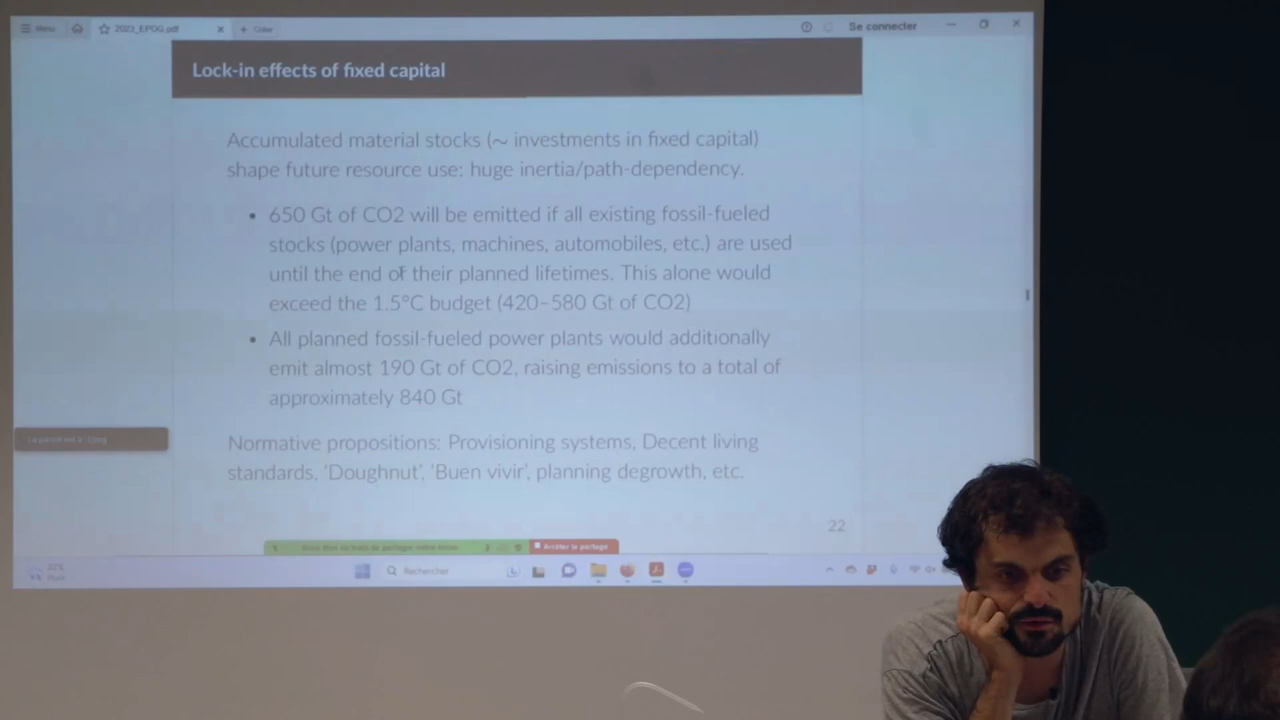 Menu
2023_EPOG.pdf
Créer
Se connecter
Lock-in effects of fixed capital
Accumulated material stocks (~ investments in fixed capital)
shape future resource use: huge inertia/path-dependency.
• 650 Gt of CO2 will be emitted if all existing fossil-fueled
stocks (power plants, machines, automobiles, etc.) are used
until the end of their planned lifetimes. This alone would
exceed the 1.5°C budget (420–580 Gt of CO2)
• All planned fossil-fueled power plants would additionally
emit almost 190 Gt of CO2, raising emissions to a total of
approximately 840 Gt
Normative propositions: Provisioning systems, Decent living
standards, 'Doughnut', 'Buen vivir', planning degrowth, etc.
22
Arrêter le partage
22°C
Rechercher